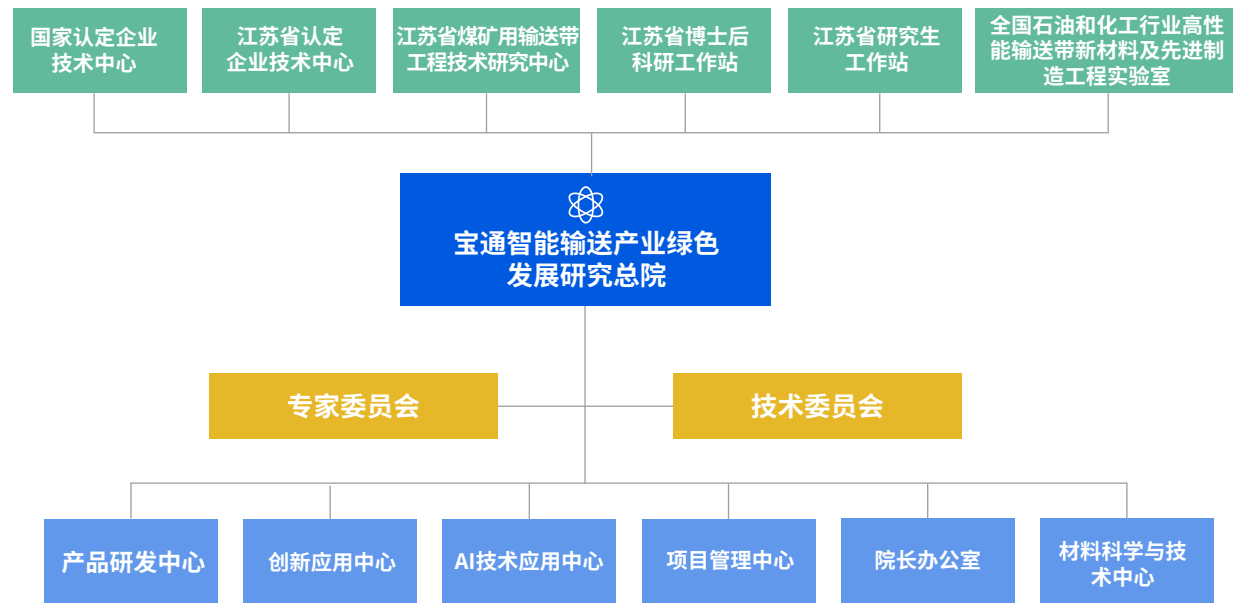 国家认定企业
技术中心
江苏省认定
企业技术中心
江苏省煤矿用输送带
工程技术研究中心
江苏省博士后
科研工作站
江苏省研究生
工作站
全国石油和化工行业高性
能输送带新材料及先进制
造工程实验室
宝通智能输送产业绿色
发展研究总院
专家委员会
技术委员会
产品研发中心
创新应用中心
AI技术应用中心
项目管理中心
院长办公室
材料科学与技
术中心